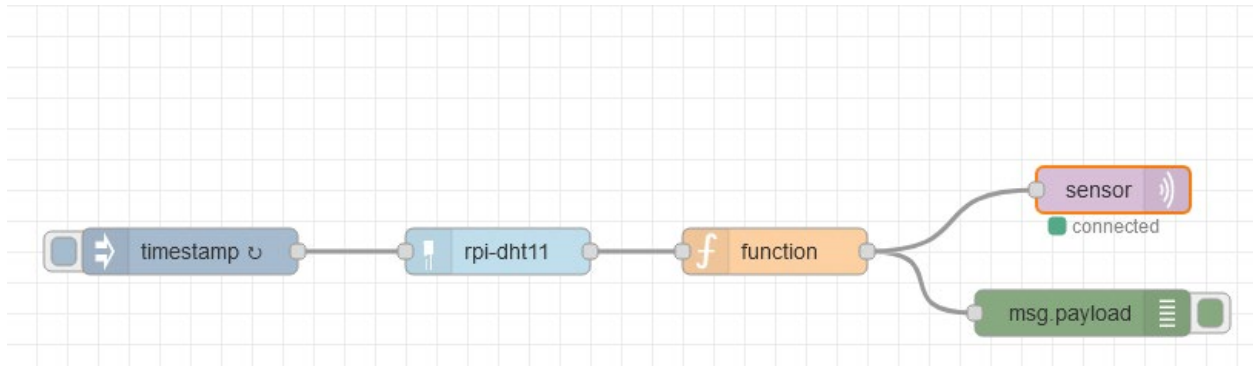 timestamp ↻
rpi-dht11
function
sensor
connected
msg.payload